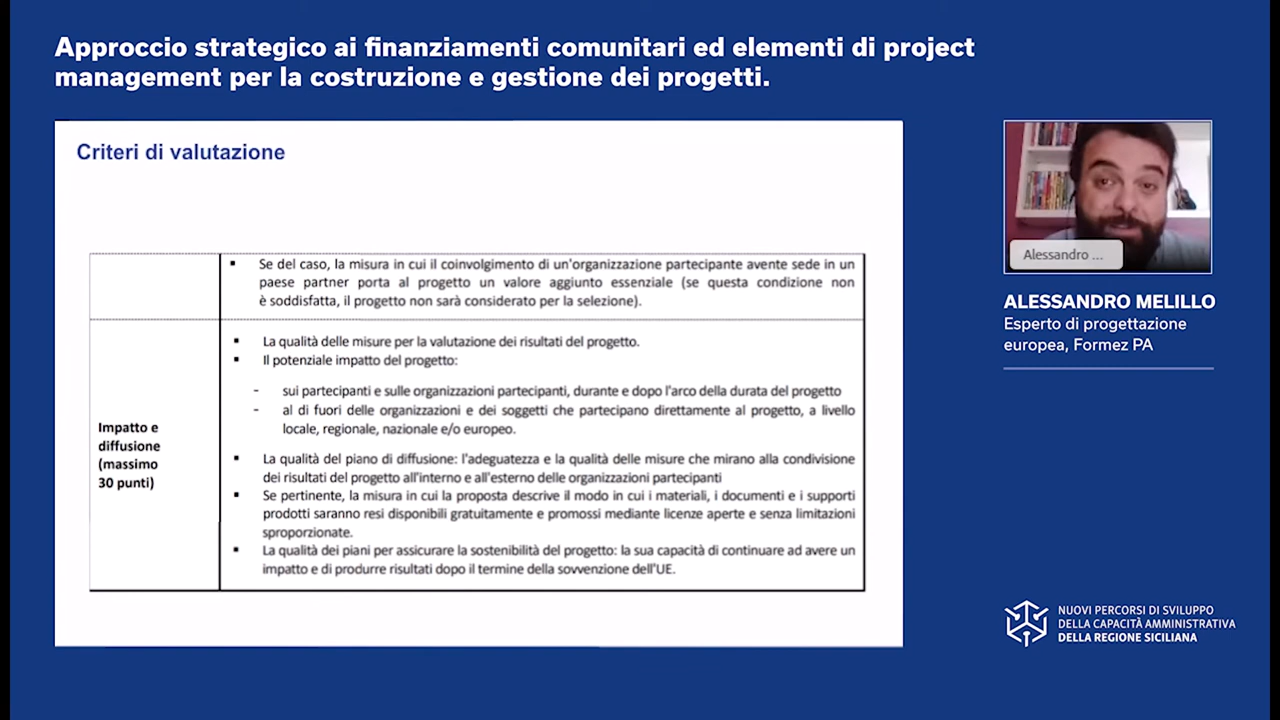 Approccio strategico ai finanziamenti comunitari ed elementi di project
management per la costruzione e gestione dei progetti.
Criteri di valutazione
▪ Se del caso, la misura in cui il coinvolgimento di un'organizzazione partecipante avente sede in un
paese partner porta al progetto un valore aggiunto essenziale (se questa condizione non
è soddisfatta, il progetto non sarà considerato per la selezione).
Impatto e
diffusione
(massimo
30 punti)
▪ La qualità delle misure per la valutazione dei risultati del progetto.
▪ Il potenziale impatto del progetto:
- sui partecipanti e sulle organizzazioni partecipanti, durante e dopo l'arco della durata del progetto
- al di fuori delle organizzazioni e dei soggetti che partecipano direttamente al progetto, a livello
locale, regionale, nazionale e/o europeo.
▪ La qualità del piano di diffusione: l'adeguatezza e la qualità delle misure che mirano alla condivisione
dei risultati del progetto all'interno e all'esterno delle organizzazioni partecipanti
▪ Se pertinente, la misura in cui la proposta descrive il modo in cui i materiali, i documenti e i supporti
prodotti saranno resi disponibili gratuitamente e promossi mediante licenze aperte e senza limitazioni
sproporzionate.
▪ La qualità dei piani per assicurare la sostenibilità del progetto: la sua capacità di continuare ad avere un
impatto e di produrre risultati dopo il termine della sovvenzione dell'UE.
Alessandro ...
ALESSANDRO MELILLO
Esperto di progettazione
europea, Formez PA
NUOVI PERCORSI DI SVILUPPO
DELLA CAPACITÀ AMMINISTRATIVA
DELLA REGIONE SICILIANA